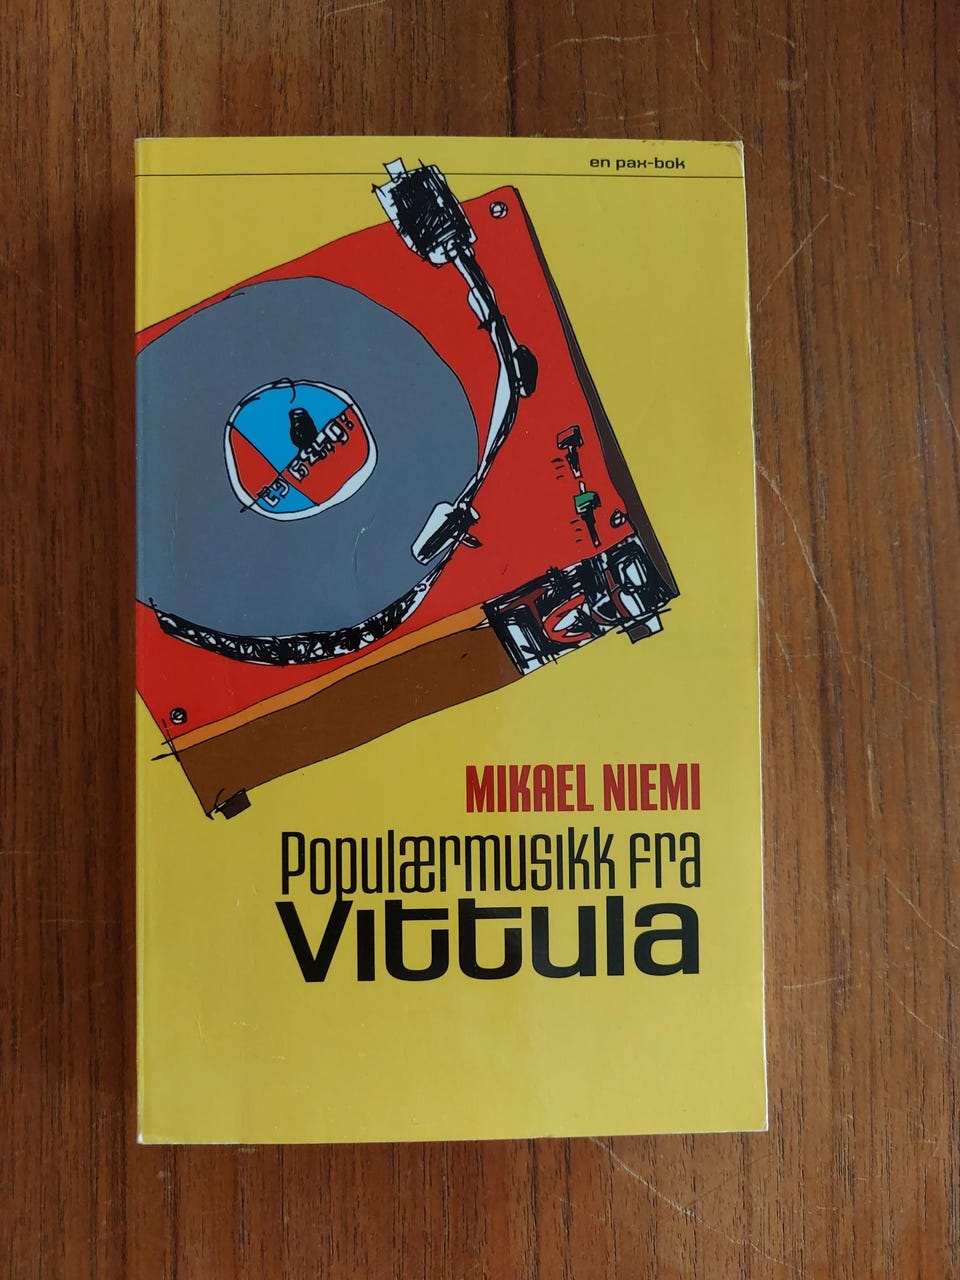 en pax-bok
MIKAEL NIEMI
Populærmusikk fra
Vittula